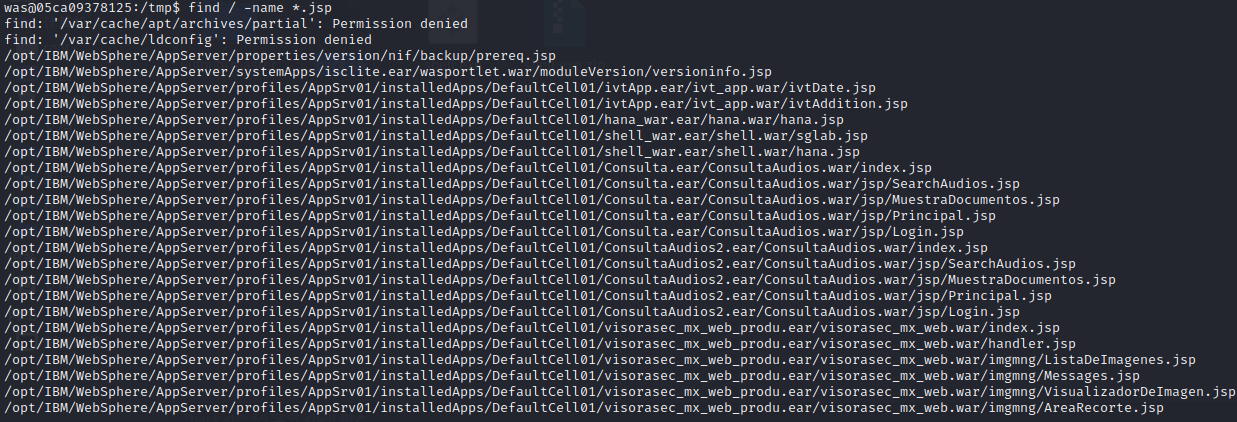 was@05ca09378125:/tmp$ find / -name *.jsp
find: '/var/cache/apt/archives/partial': Permission denied
find: '/var/cache/ldconfig': Permission denied
/opt/IBM/WebSphere/AppServer/properties/version/nif/backup/prereq.jsp
/opt/IBM/WebSphere/AppServer/systemApps/isclite.ear/wasportlet.war/moduleVersion/versioninfo.jsp
/opt/IBM/WebSphere/AppServer/profiles/AppSrv01/installedApps/DefaultCell01/ivtApp.ear/ivt_app.war/ivtDate.jsp
/opt/IBM/WebSphere/AppServer/profiles/AppSrv01/installedApps/DefaultCell01/ivtApp.ear/ivt_app.war/ivtAddition.jsp
/opt/IBM/WebSphere/AppServer/profiles/AppSrv01/installedApps/DefaultCell01/hana_war.ear/hana.war/hana.jsp
/opt/IBM/WebSphere/AppServer/profiles/AppSrv01/installedApps/DefaultCell01/shell_war.ear/shell.war/sglab.jsp
/opt/IBM/WebSphere/AppServer/profiles/AppSrv01/installedApps/DefaultCell01/shell_war.ear/shell.war/hana.jsp
/opt/IBM/WebSphere/AppServer/profiles/AppSrv01/installedApps/DefaultCell01/Consulta.ear/ConsultaAudios.war/index.jsp
/opt/IBM/WebSphere/AppServer/profiles/AppSrv01/installedApps/DefaultCell01/Consulta.ear/ConsultaAudios.war/jsp/SearchAudios.jsp
/opt/IBM/WebSphere/AppServer/profiles/AppSrv01/installedApps/DefaultCell01/Consulta.ear/ConsultaAudios.war/jsp/MuestraDocumentos.jsp
/opt/IBM/WebSphere/AppServer/profiles/AppSrv01/installedApps/DefaultCell01/Consulta.ear/ConsultaAudios.war/jsp/Principal.jsp
/opt/IBM/WebSphere/AppServer/profiles/AppSrv01/installedApps/DefaultCell01/Consulta.ear/ConsultaAudios.war/jsp/Login.jsp
/opt/IBM/WebSphere/AppServer/profiles/AppSrv01/installedApps/DefaultCell01/ConsultaAudios2.ear/ConsultaAudios.war/index.jsp
/opt/IBM/WebSphere/AppServer/profiles/AppSrv01/installedApps/DefaultCell01/ConsultaAudios2.ear/ConsultaAudios.war/jsp/SearchAudios.jsp
/opt/IBM/WebSphere/AppServer/profiles/AppSrv01/installedApps/DefaultCell01/ConsultaAudios2.ear/ConsultaAudios.war/jsp/MuestraDocumentos.jsp
/opt/IBM/WebSphere/AppServer/profiles/AppSrv01/installedApps/DefaultCell01/ConsultaAudios2.ear/ConsultaAudios.war/jsp/Principal.jsp
/opt/IBM/WebSphere/AppServer/profiles/AppSrv01/installedApps/DefaultCell01/ConsultaAudios2.ear/ConsultaAudios.war/jsp/Login.jsp
/opt/IBM/WebSphere/AppServer/profiles/AppSrv01/installedApps/DefaultCell01/visorasec_mx_web_produ.ear/visorasec_mx_web.war/index.jsp
/opt/IBM/WebSphere/AppServer/profiles/AppSrv01/installedApps/DefaultCell01/visorasec_mx_web_produ.ear/visorasec_mx_web.war/handler.jsp
/opt/IBM/WebSphere/AppServer/profiles/AppSrv01/installedApps/DefaultCell01/visorasec_mx_web_produ.ear/visorasec_mx_web.war/imgmng/ListaDeImagenes.jsp
/opt/IBM/WebSphere/AppServer/profiles/AppSrv01/installedApps/DefaultCell01/visorasec_mx_web_produ.ear/visorasec_mx_web.war/imgmng/Messages.jsp
/opt/IBM/WebSphere/AppServer/profiles/AppSrv01/installedApps/DefaultCell01/visorasec_mx_web_produ.ear/visorasec_mx_web.war/imgmng/VisualizadorDeImagen.jsp
/opt/IBM/WebSphere/AppServer/profiles/AppSrv01/installedApps/DefaultCell01/visorasec_mx_web_produ.ear/visorasec_mx_web.war/imgmng/AreaRecorte.jsp